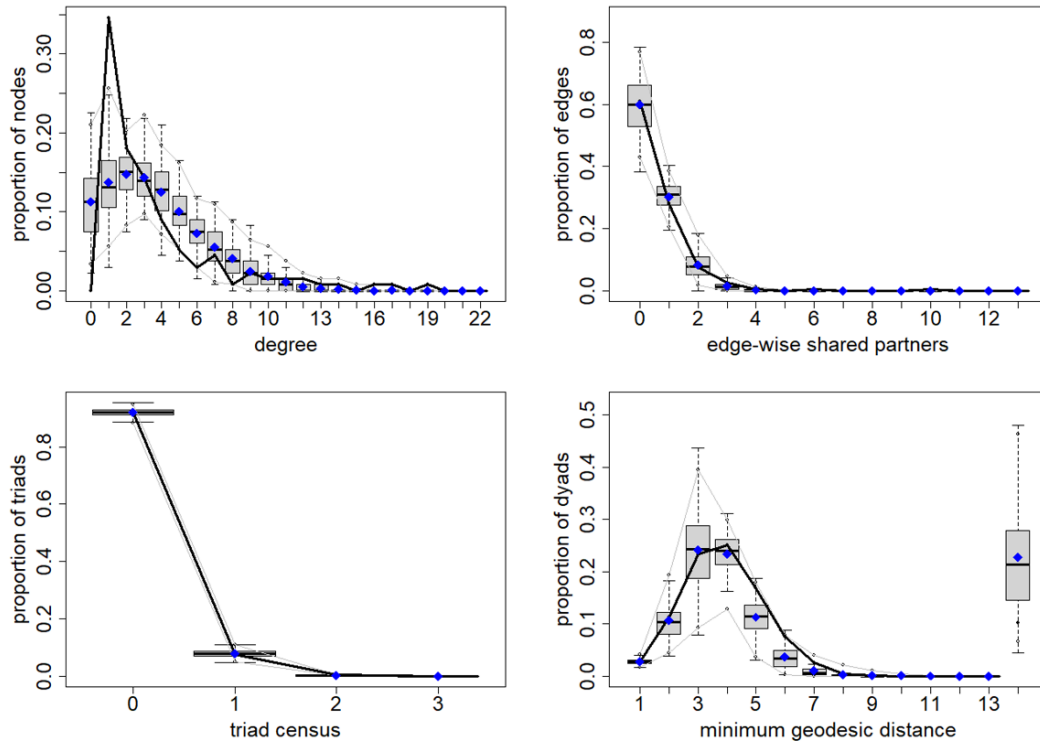 0.00 0.10 0.20 0.30
proportion of nodes
0 2 4 6 8 10 12 14 16 19 22
degree
0.0 0.2 0.4 0.6 0.8
proportion of edges
0 2 4 6 8 10 12
edge-wise shared partners
0.0 0.2 0.4 0.6 0.8
proportion of triads
0 1 2 3
triad census
0.0 0.1 0.2 0.3 0.4 0.5
proportion of dyads
1 3 5 7 9 11 13
minimum geodesic distance